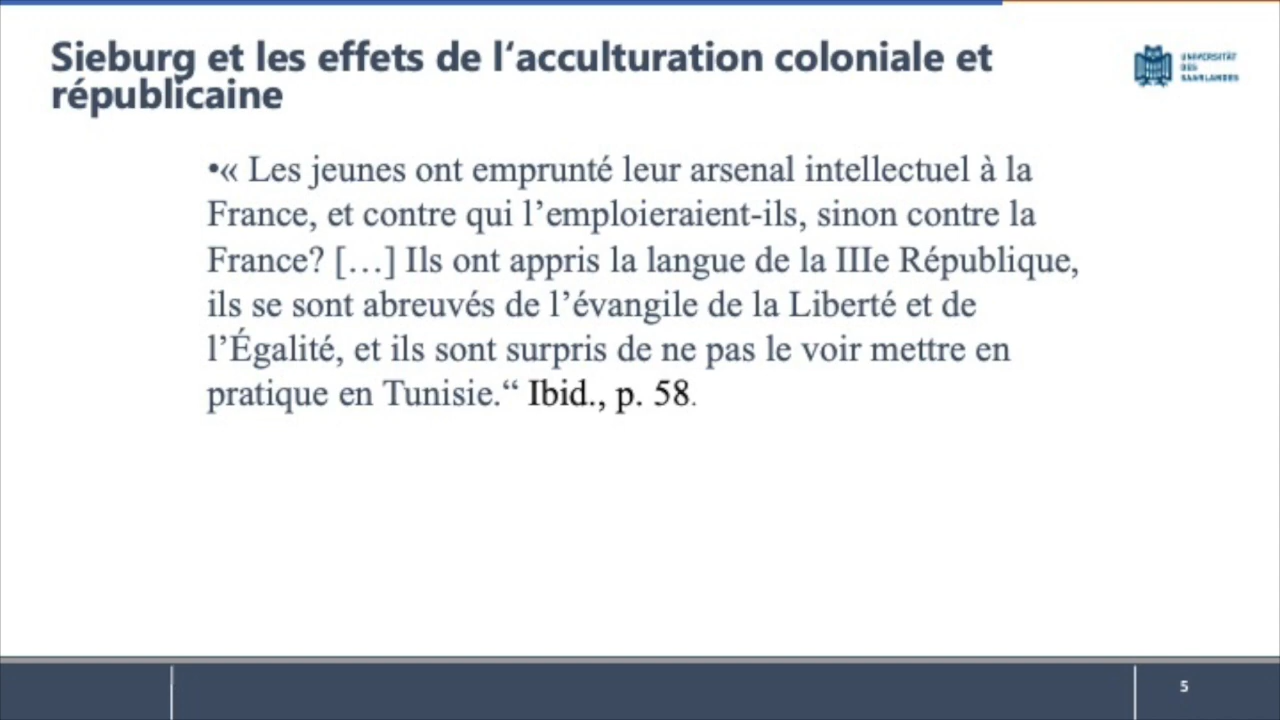 Sieburg et les effets de l‘acculturation coloniale et
républicaine
UNIVERSITÄT
DES
SAARLANDES
•« Les jeunes ont emprunté leur arsenal intellectuel à la
France, et contre qui l’emploieraient-ils, sinon contre la
France? […] Ils ont appris la langue de la IIIe République,
ils se sont abreuvés de l’évangile de la Liberté et de
l’Égalité, et ils sont surpris de ne pas le voir mettre en
pratique en Tunisie.“ Ibid., p. 58.
5